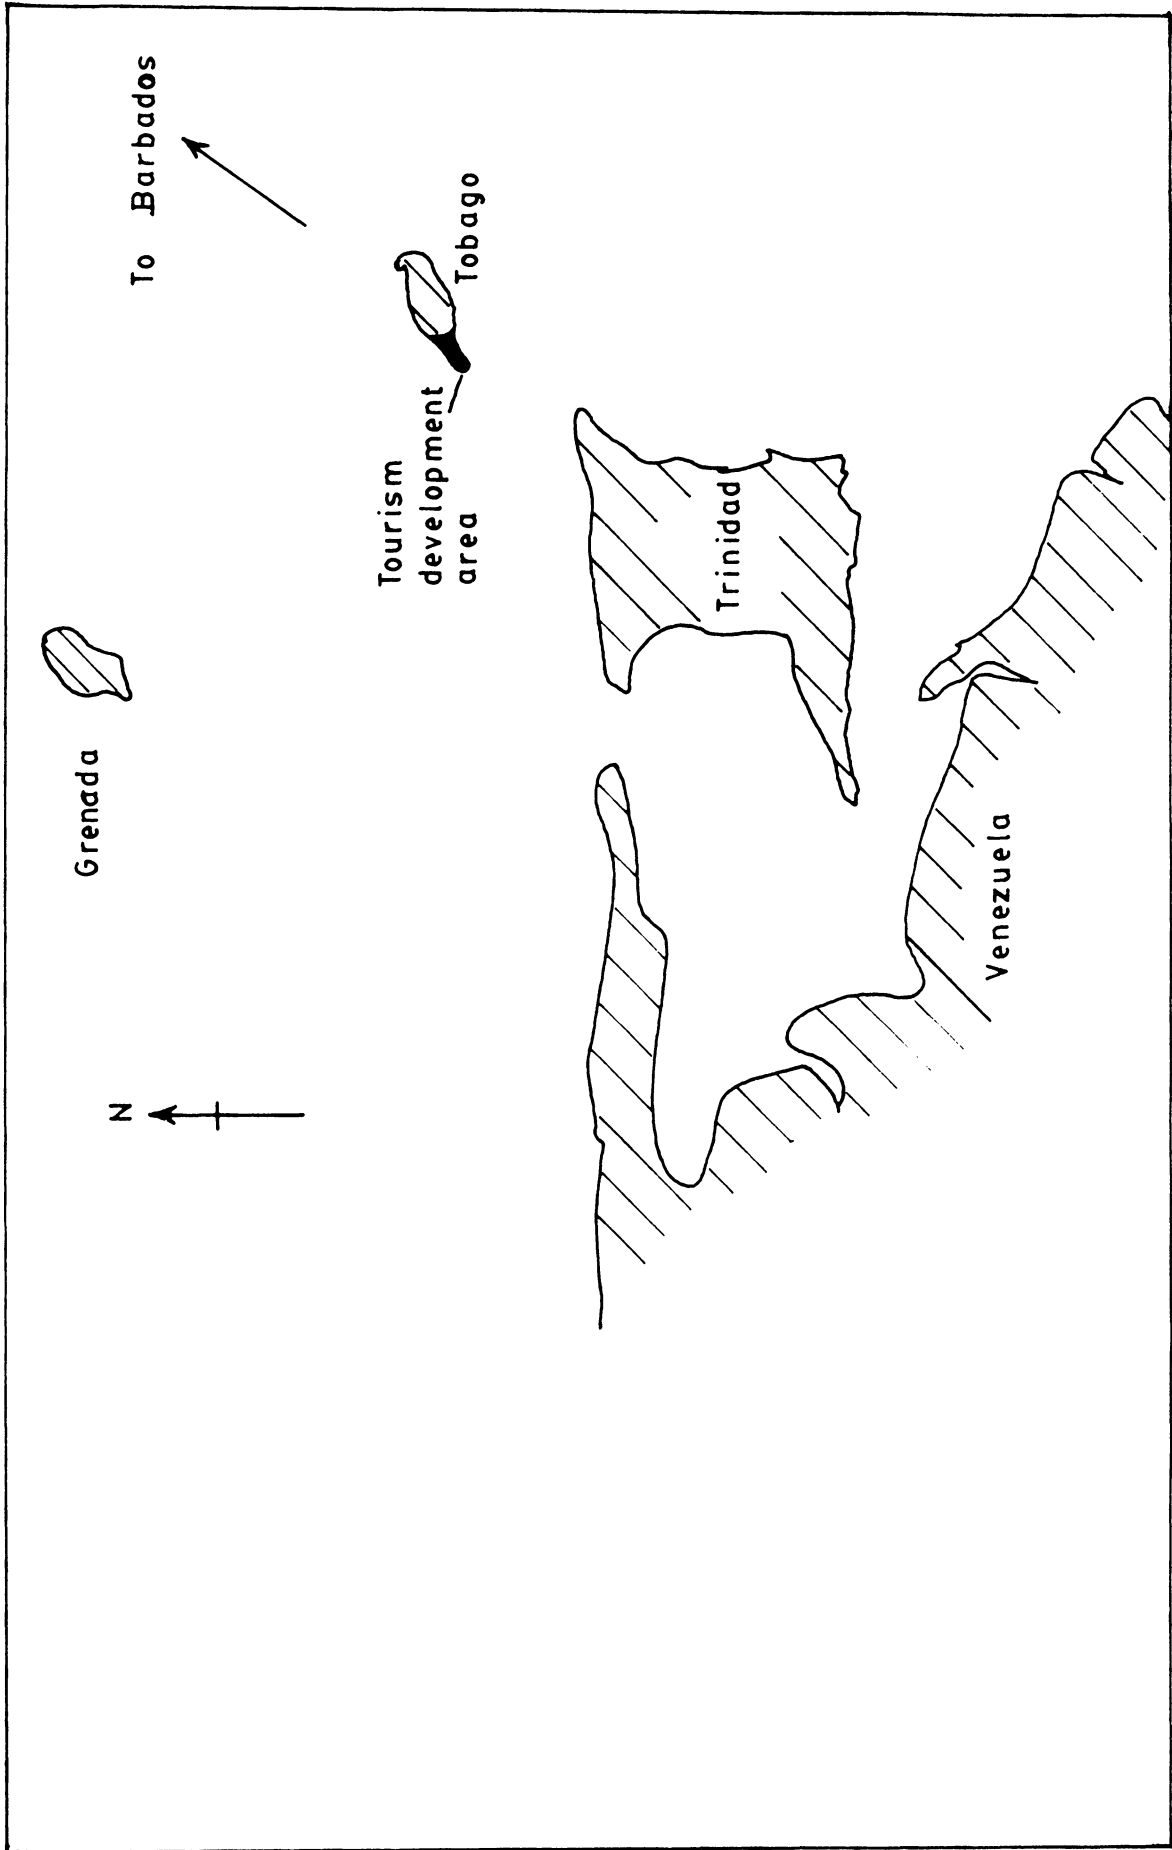 N
Grenada
To Barbados
Tourism
development
area
Tobago
Trinidad
Venezuela